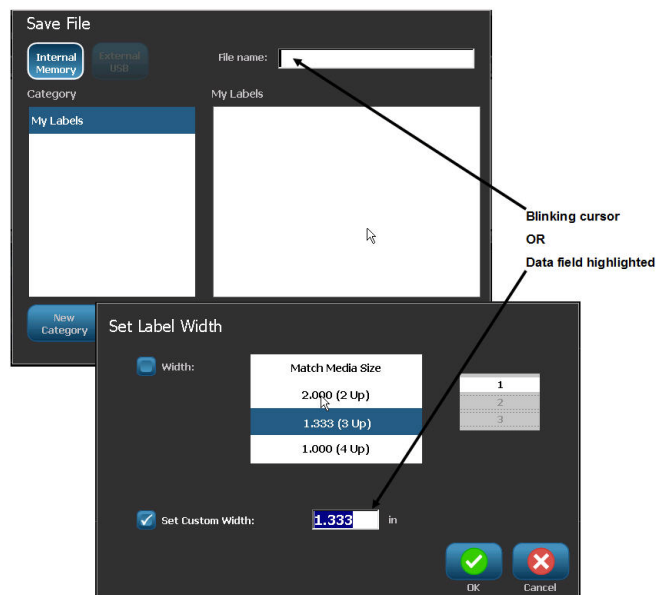 Save File
Internal
Memory
External
USB
File name:
Category
My Labels
My Labels
Blinking cursor
OR
Data field highlighted
New
Category
Set Label Width
Width:
Match Media Size
2.000 (2 Up)
1.333 (3 Up)
1.000 (4 Up)
1
2
3
Set Custom Width:
1.333
in
OK
Cancel